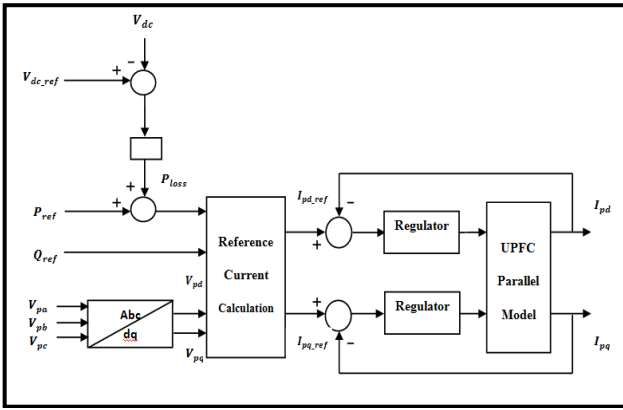 V_dc
−
+
V_dc_ref
+
P_loss
+
P_ref
Q_ref
V_pa
V_pb
V_pc
Abc
dq
V_pd
V_pq
Reference
Current
Calculation
I_pd_ref
−
+
Regulator
+
I_pq_ref
−
Regulator
UPFC
Parallel
Model
I_pd
I_pq